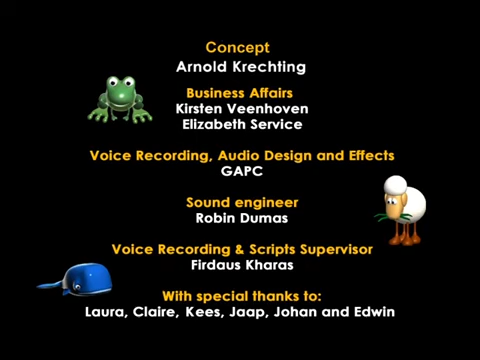 Concept
Arnold Krechting
Business Affairs
Kirsten Veenhoven
Elizabeth Service
Voice Recording, Audio Design and Effects
GAPC
Sound engineer
Robin Dumas
Voice Recording & Scripts Supervisor
Firdaus Kharas
With special thanks to:
Laura, Claire, Kees, Jaap, Johan and Edwin